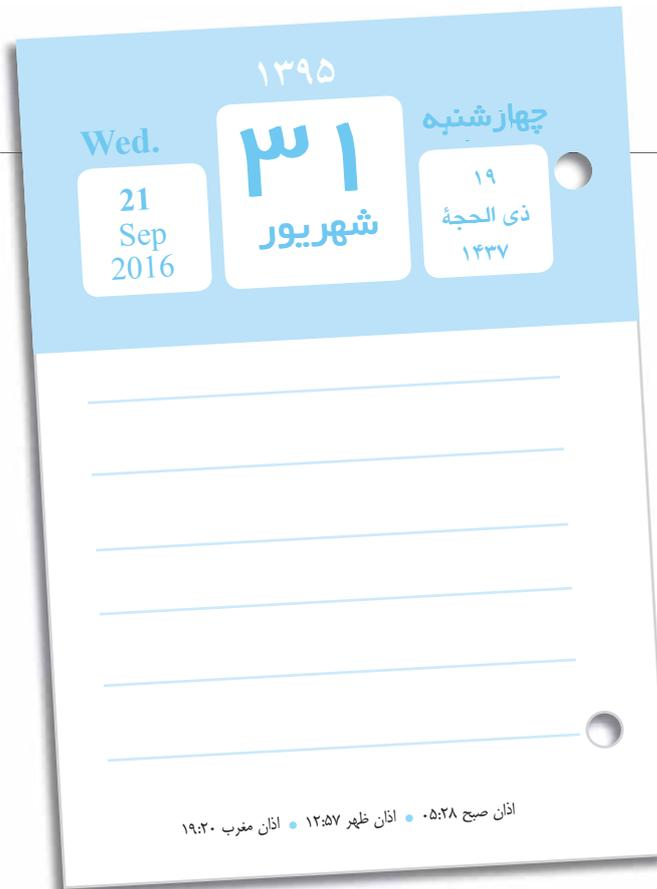 ۱۳۹۵
چهارشنبه
۱۹
ذی الحجة
۱۴۳۷
۳۱
شهریور
Wed.
21
Sep
2016
اذان صبح ۰۵:۲۸ • اذان ظهر ۱۲:۵۷ • اذان مغرب ۱۹:۲۰